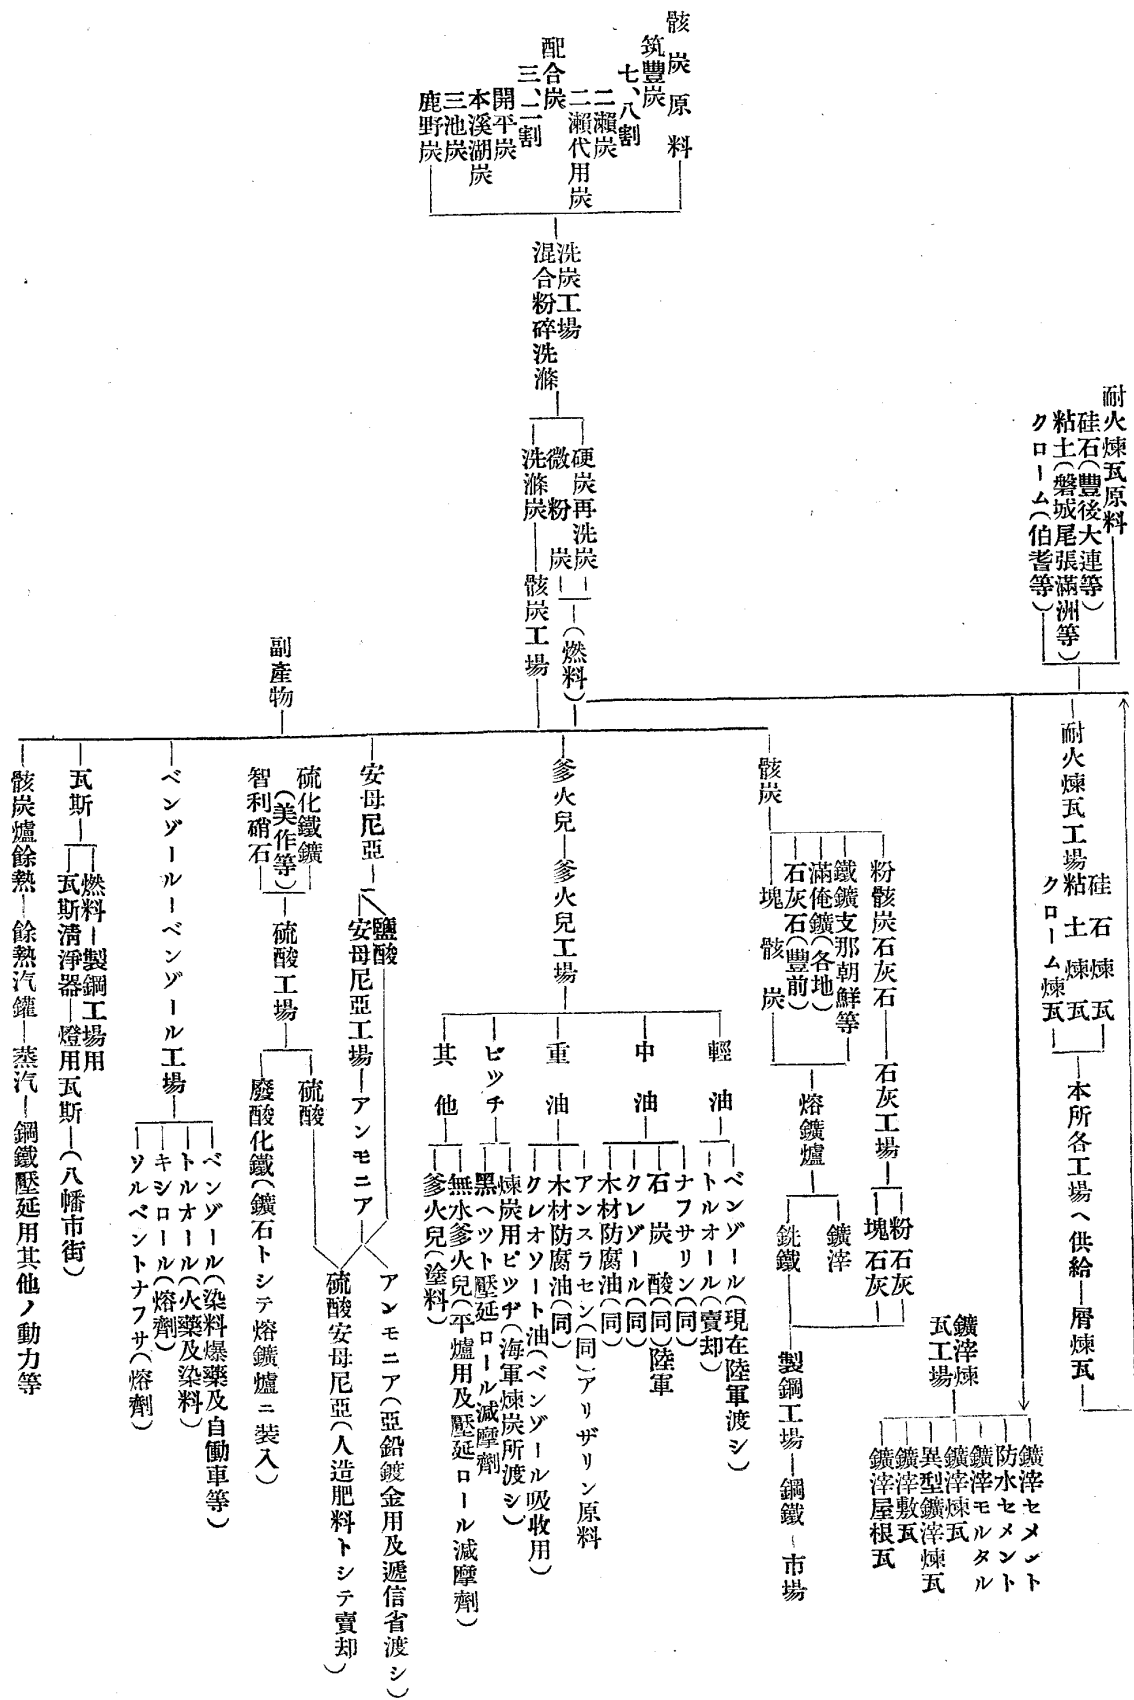 耐火煉瓦原料
硅石(豐後大連等)
粘土(磐城尾張滿洲等)
クローム(伯耆等)
耐火煉瓦工場
硅石煉瓦
粘土煉瓦
クローム煉瓦
本所各工場ヘ供給
屑煉瓦
骸炭原料
筑豐炭
七、八割
二瀨炭
二瀨代用炭
配合炭
三、二割
開平炭
本溪湖炭
三池炭
鹿野炭
洗炭工場
混合粉碎洗滌
硬炭再洗炭
微粉炭
洗滌炭
(燃料)
骸炭工場
副產物
骸炭
粉骸炭石灰石
鐵鑛支那朝鮮等
滿俺鑛(各地)
石灰石(豐前)
塊骸炭
石灰工場
粉石灰
塊石灰
熔鑛爐
鑛滓
銑鐵
製鋼工場
鋼鐵
市場
鑛滓煉
瓦工場
鑛滓セメント
防水セメント
鑛滓モルタル
鑛滓煉瓦
異型鑛滓煉瓦
鑛滓敷瓦
鑛滓屋根瓦
爹火兒
爹火兒工場
輕油
ベンゾール(現在陸軍渡シ)
トルオール(賣却)
中油
ナフサリン(同)
石炭酸(同)陸軍
クレゾール(同)
木材防腐油(同)
重油
アンスラセン(同)アリザリン原料
木材防腐油(同)
クレオソート油(ベンゾール吸收用)
ピツチ
煉炭用ピツヂ(海軍煉炭所渡シ)
黑ヘツト壓延ロール減摩劑
其他
無水爹火兒(平爐用及壓延ロール減摩劑)
爹火兒(塗料)
安母尼亞
鹽酸
安母尼亞工場
アンモニア
アンモニア(亞鉛鍍金用及遞信省渡シ)
硫酸安母尼亞(人造肥料トシテ賣却)
硫化鐵鑛
(美作等)
智利硝石
硫酸工場
硫酸
廢酸化鐵(鑛石トシテ熔鑛爐ニ裝入)
ベンゾール
ベンゾール工場
ベンゾール(染料爆藥及自働車等)
トルオール(火藥及染料)
キシロール(熔劑)
ソルベントナフサ(熔劑)
瓦斯
燃料
製鋼工場用
瓦斯淸淨器
燈用瓦斯
(八幡市街)
骸炭爐餘熱
餘熱汽罐
蒸汽
鋼鐵壓延用其他ノ動力等